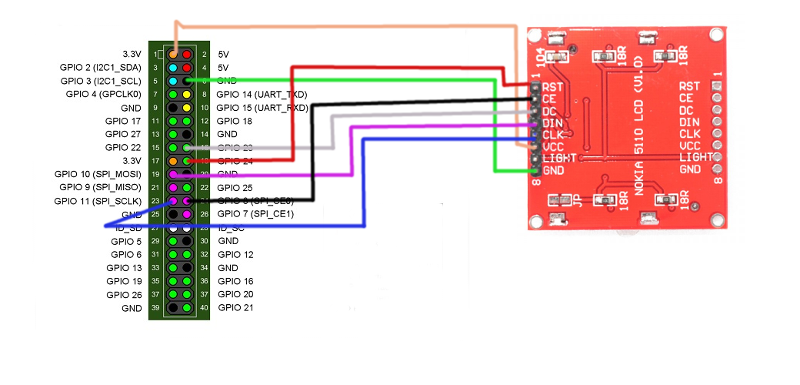 3.3V 1 2 5V
GPIO 2 (I2C1_SDA) 3 4 5V
GPIO 3 (I2C1_SCL) 5 6 GND
GPIO 4 (GPCLK0) 7 8 GPIO 14 (UART_TXD)
GND 9 10 GPIO 15 (UART_RXD)
GPIO 17 11 12 GPIO 18
GPIO 27 13 14 GND
GPIO 22 15 GPIO 23
3.3V 17 18 GPIO 24
GPIO 10 (SPI_MOSI) 19 GND
GPIO 9 (SPI_MISO) 21 22 GPIO 25
GPIO 11 (SPI_SCLK) 23 GPIO 8 (SPI_CE0)
GND 25 26 GPIO 7 (SPI_CE1)
ID_SD ID_SC
GPIO 5 29 30 GND
GPIO 6 31 32 GPIO 12
GPIO 13 33 34 GND
GPIO 19 35 36 GPIO 16
GPIO 26 37 38 GPIO 20
GND 39 40 GPIO 21
104 18R 18R
1
RST
CE
DC
DIN
CLK
VCC
LIGHT
GND
8
NOKIA 5110 LCD (V1.0)
1
RST
CE
DC
DIN
CLK
VCC
LIGHT
GND
8
JP 18R 18R